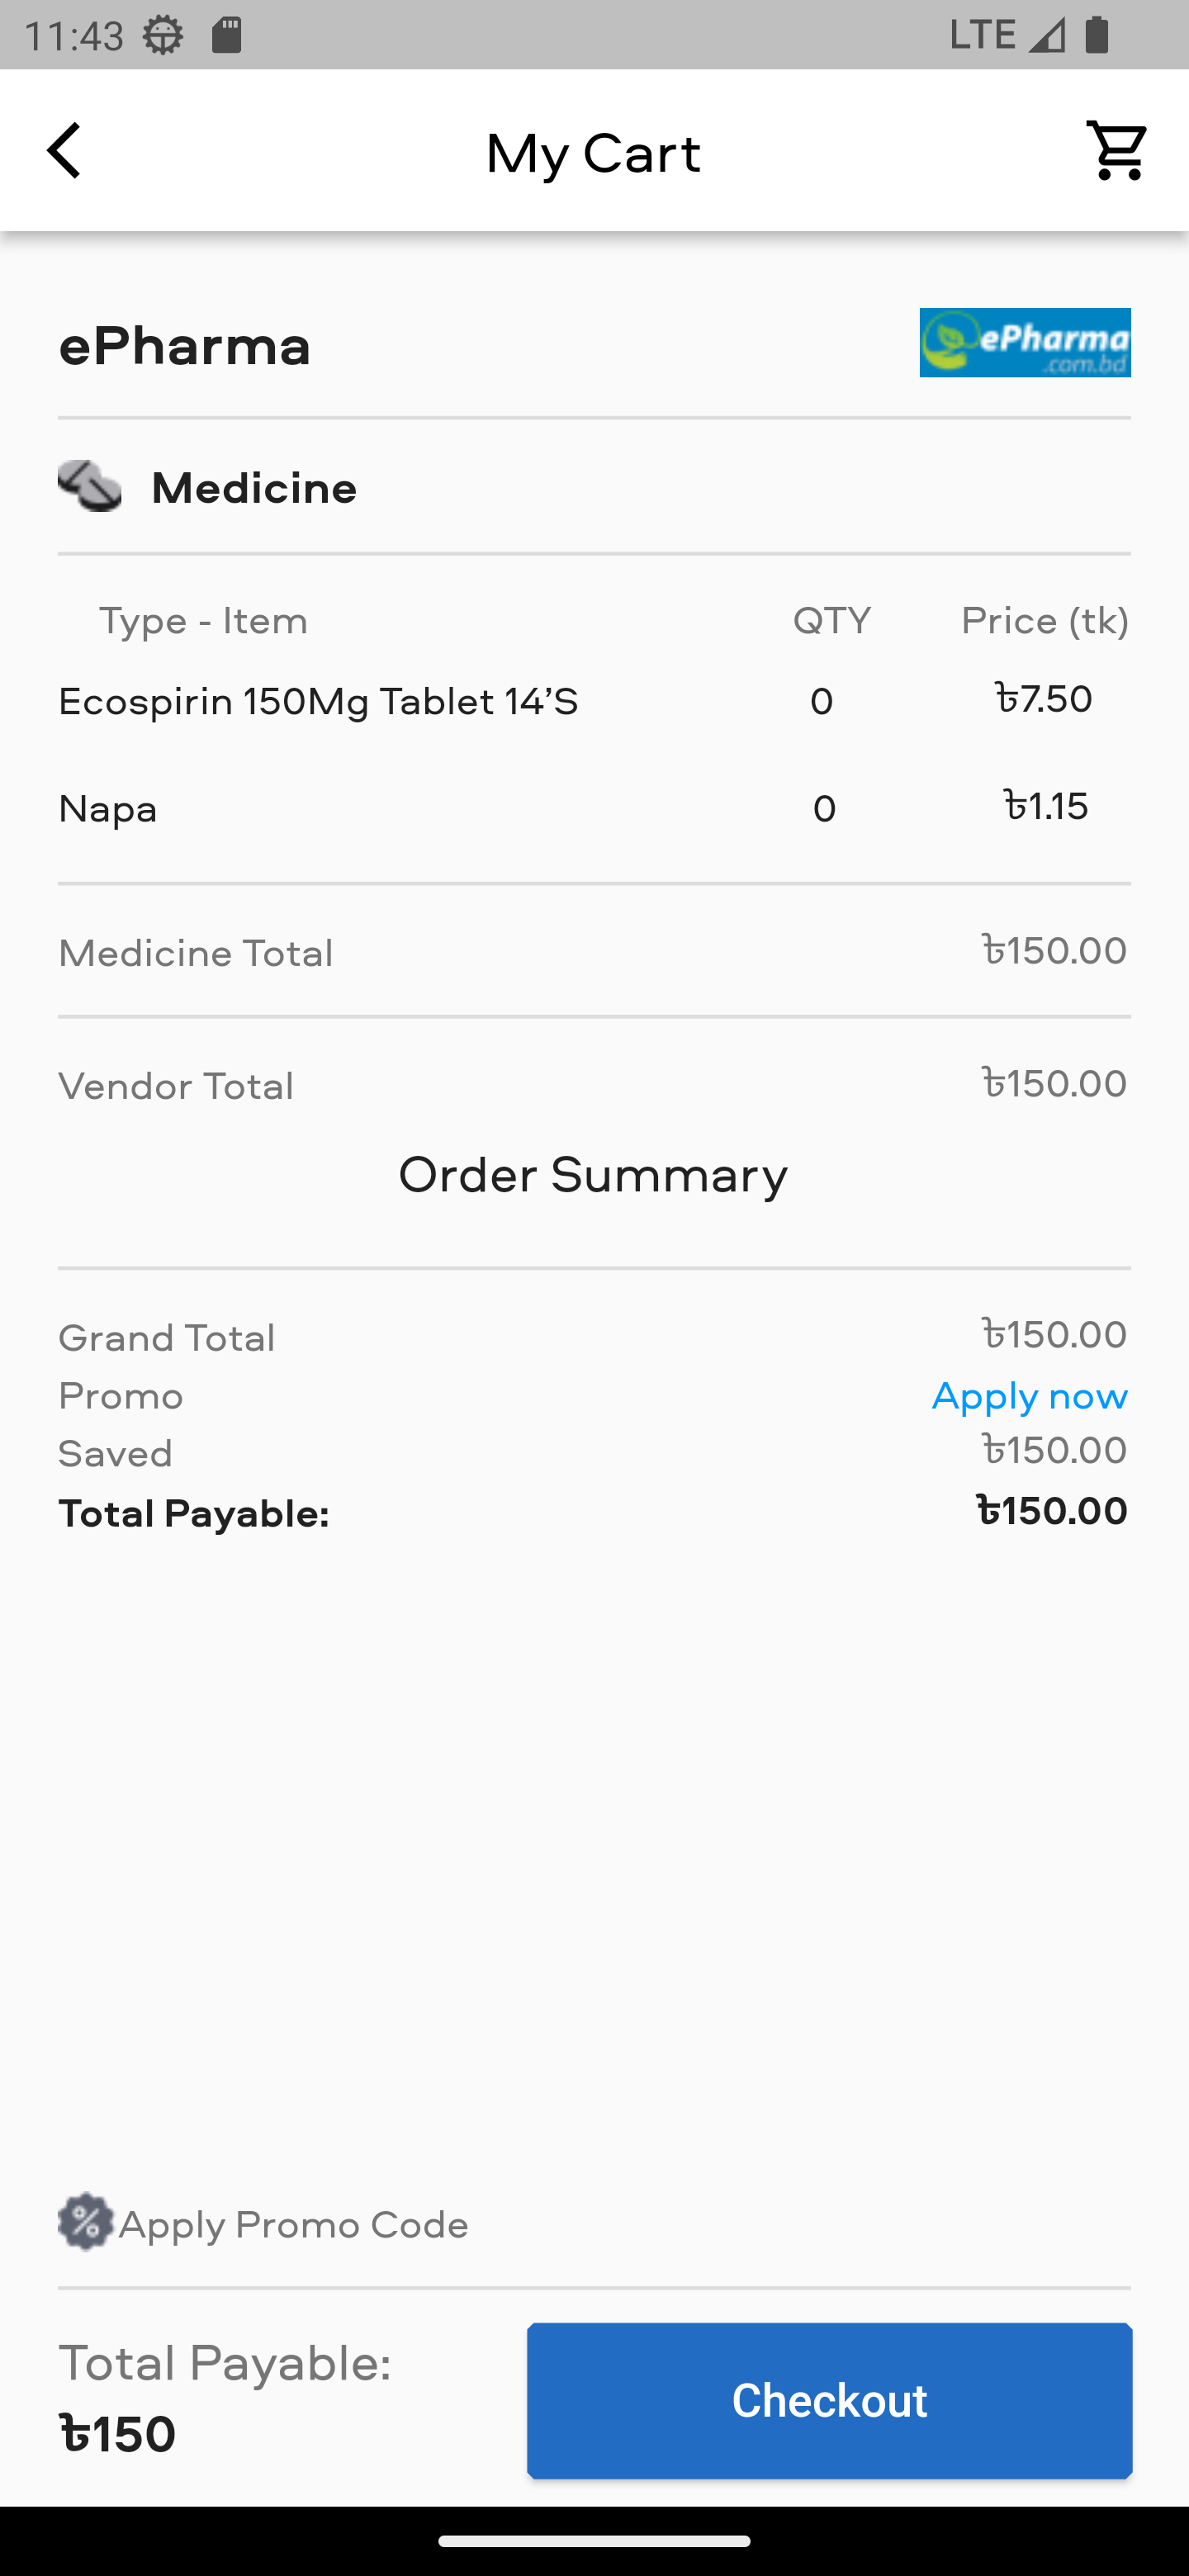 11:43 LTE
My Cart
ePharma
ePharma
.com.bd
Medicine
Type - Item QTY Price (tk)
Ecospirin 150Mg Tablet 14’S 0 ৳7.50
Napa 0 ৳1.15
Medicine Total ৳150.00
Vendor Total ৳150.00
Order Summary
Grand Total ৳150.00
Promo Apply now
Saved ৳150.00
Total Payable: ৳150.00
% Apply Promo Code
Total Payable:
৳150
Checkout